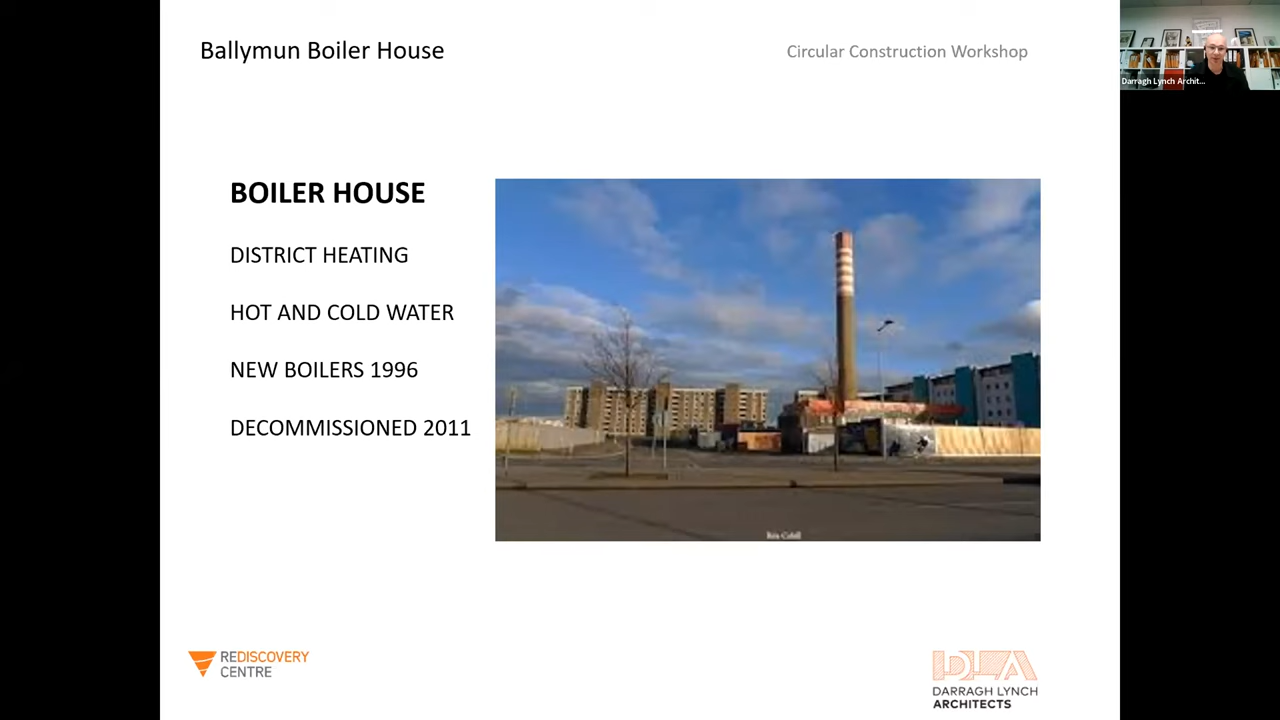 Ballymun Boiler House
Circular Construction Workshop
Darragh Lynch Archit...
BOILER HOUSE
DISTRICT HEATING
HOT AND COLD WATER
NEW BOILERS 1996
DECOMMISSIONED 2011
REDISCOVERY
CENTRE
DLA
DARRAGH LYNCH
ARCHITECTS